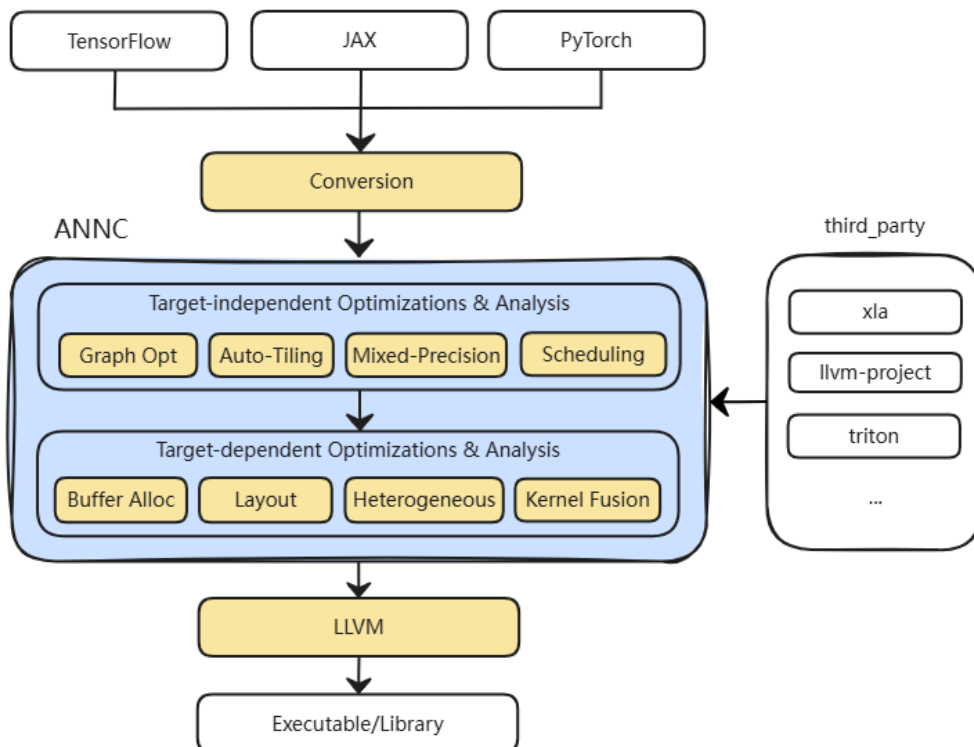 TensorFlow
JAX
PyTorch
Conversion
ANNC
third_party
Target-independent Optimizations & Analysis
Graph Opt
Auto-Tiling
Mixed-Precision
Scheduling
xla
llvm-project
triton
...
Target-dependent Optimizations & Analysis
Buffer Alloc
Layout
Heterogeneous
Kernel Fusion
LLVM
Executable/Library